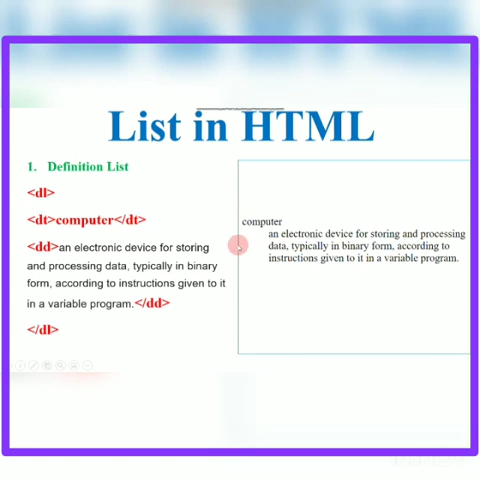 List in HTML
1. Definition List
<dl>
<dt>computer</dt>
<dd>an electronic device for storing
and processing data, typically in binary
form, according to instructions given to it
in a variable program.</dd>
</dl>
computer
an electronic device for storing and processing
data, typically in binary form, according to
instructions given to it in a variable program.